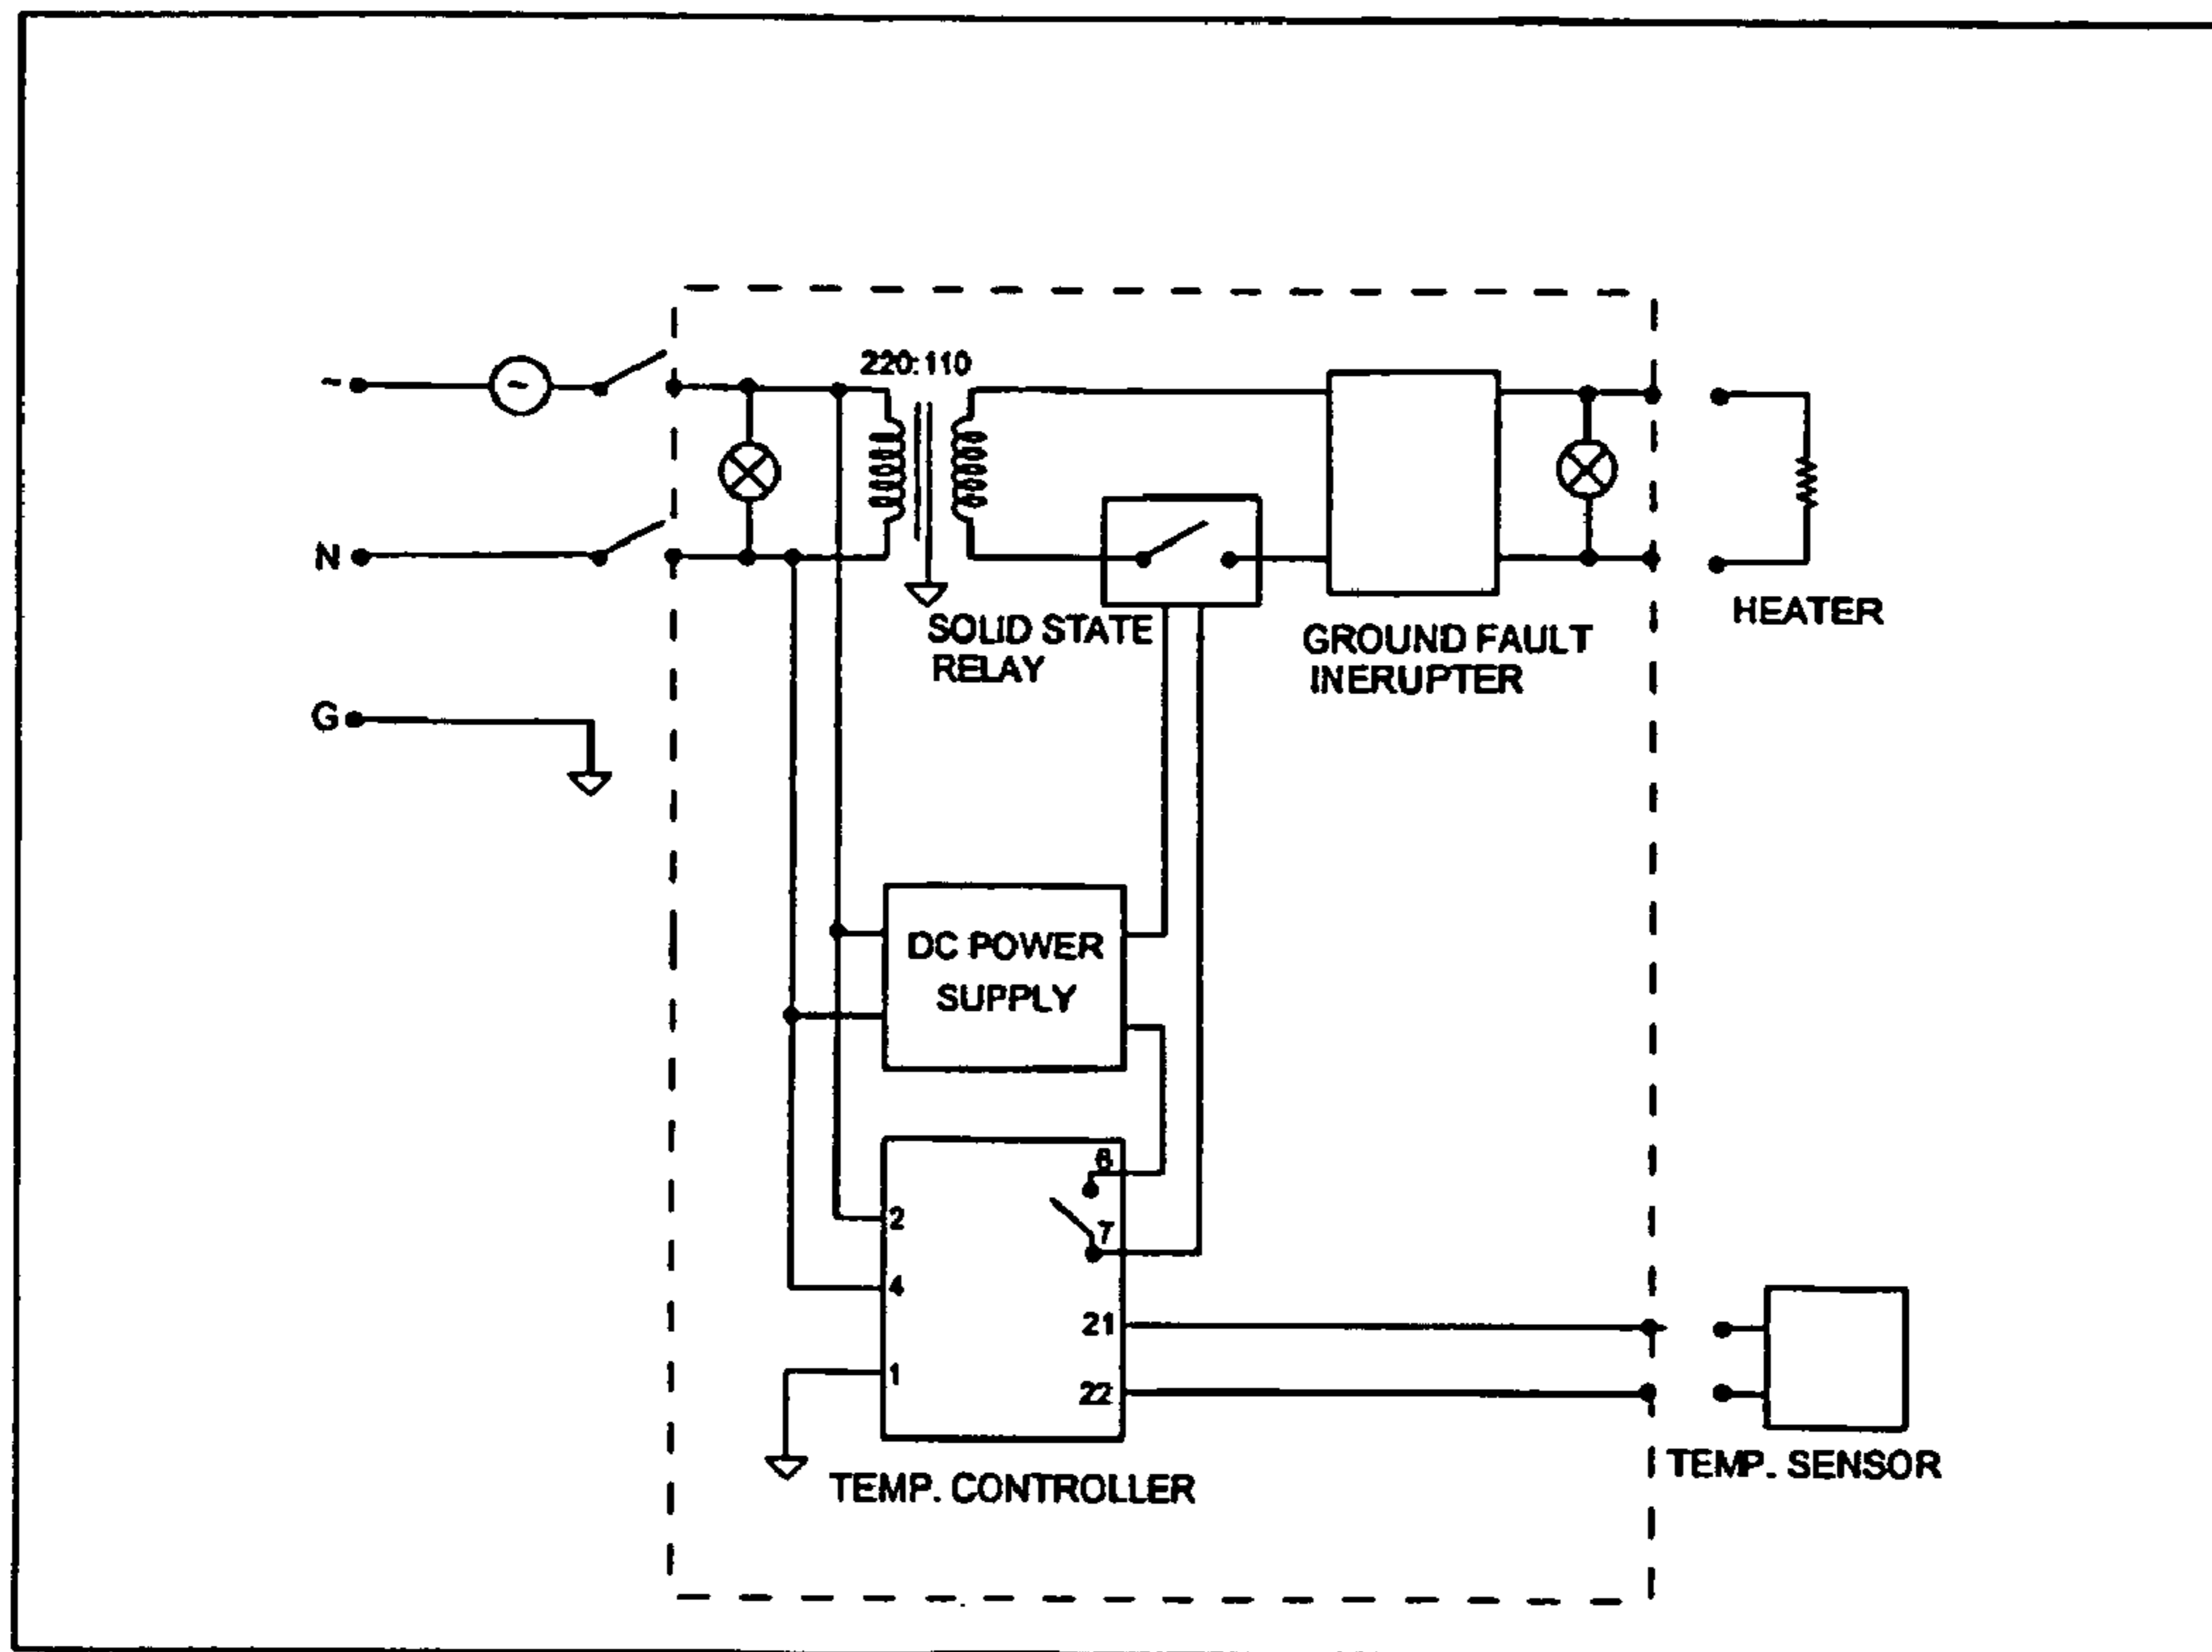 220:110
~
~
N
SOLID STATE
RELAY
GROUND FAULT
INERUPTER
HEATER
G
DC POWER
SUPPLY
6
2
7
4
21
1
22
TEMP. CONTROLLER
TEMP. SENSOR